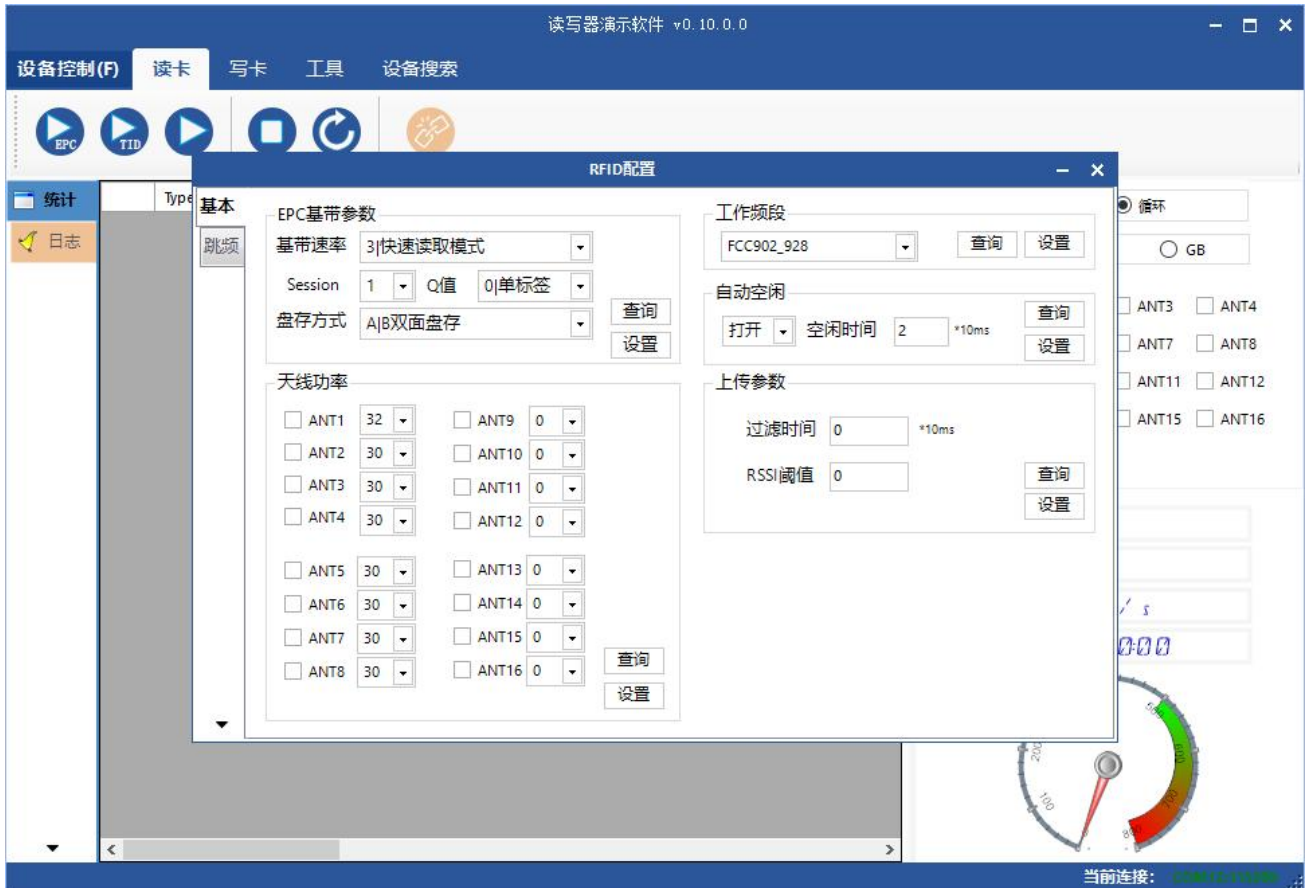 读写器演示软件 v0.10.0.0
设备控制(F) 读卡 写卡 工具 设备搜索
EPC TID
RFID配置
统计
日志
Type
基本
跳频
EPC基带参数
基带速率 3|快速读取模式
Session 1 Q值 0|单标签
盘存方式 A|B双面盘存
查询
设置
天线功率
ANT1 32 ANT9 0
ANT2 30 ANT10 0
ANT3 30 ANT11 0
ANT4 30 ANT12 0
ANT5 30 ANT13 0
ANT6 30 ANT14 0
ANT7 30 ANT15 0
ANT8 30 ANT16 0
查询
设置
工作频段
FCC902_928 查询 设置
自动空闲
打开 空闲时间 2 *10ms
查询
设置
上传参数
过滤时间 0 *10ms
RSSI阈值 0
查询
设置
循环
GB
ANT3 ANT4
ANT7 ANT8
ANT11 ANT12
ANT15 ANT16
/ s
0:00
0 100 200 500 600 700 800
当前连接: